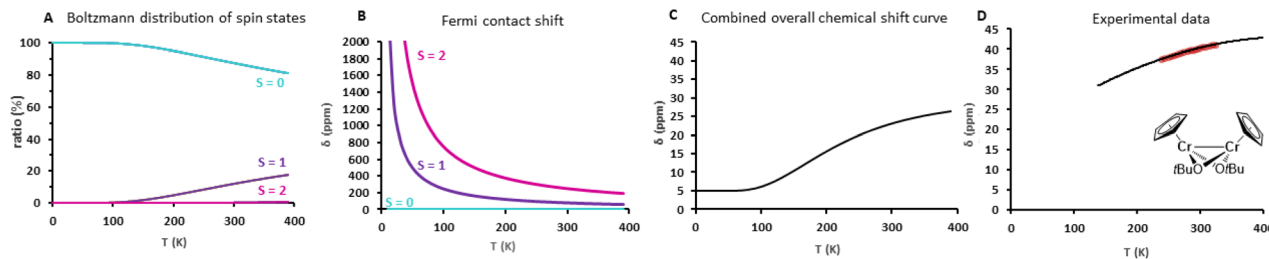 A Boltzmann distribution of spin states
ratio (%)
100
80
60
40
20
0
S = 0
S = 1
S = 2
0 100 200 300 400
T (K)
B Fermi contact shift
δ (ppm)
2000
1800
1600
1400
1200
1000
800
600
400
200
0
S = 2
S = 1
S = 0
0 100 200 300 400
T (K)
C Combined overall chemical shift curve
δ (ppm)
45
40
35
30
25
20
15
10
5
0
0 100 200 300 400
T (K)
D Experimental data
δ (ppm)
45
40
35
30
25
20
15
10
5
0
Cr Cr
tBuO OtBu
0 100 200 300 400
T (K)